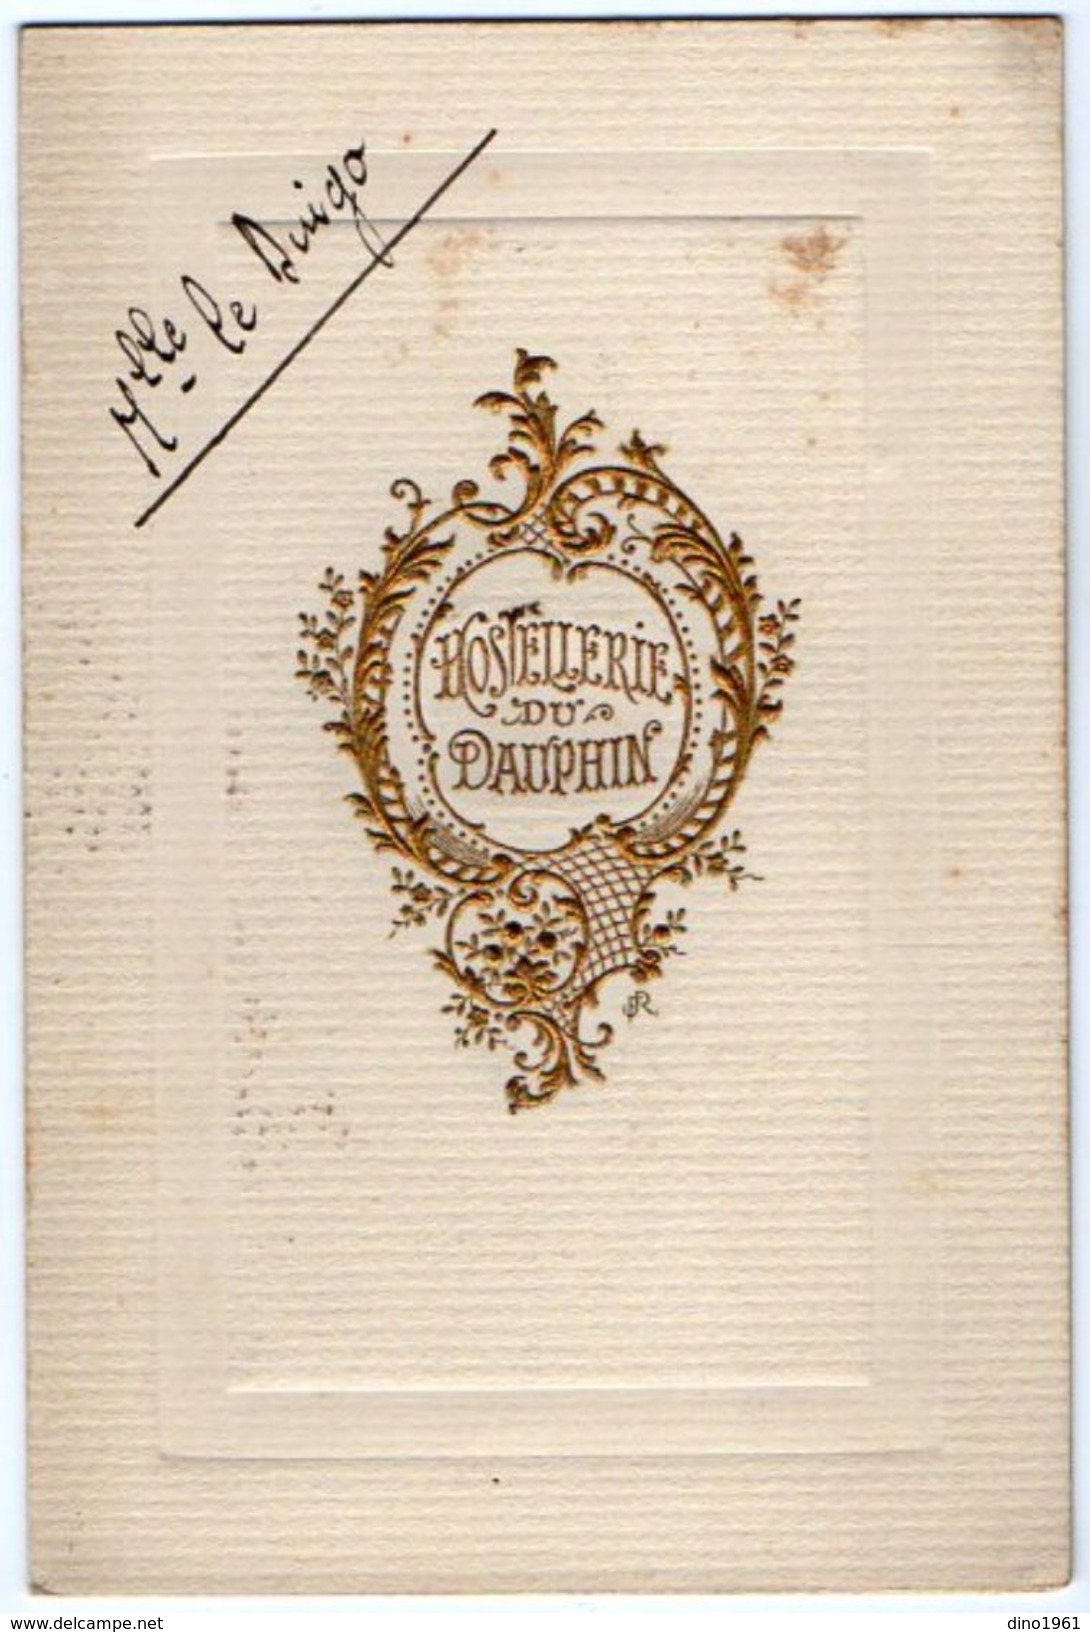 Mlle le Duigo
HOSTELLERIE
DU
DAUPHIN
JR
www.delcampe.net
dino1961